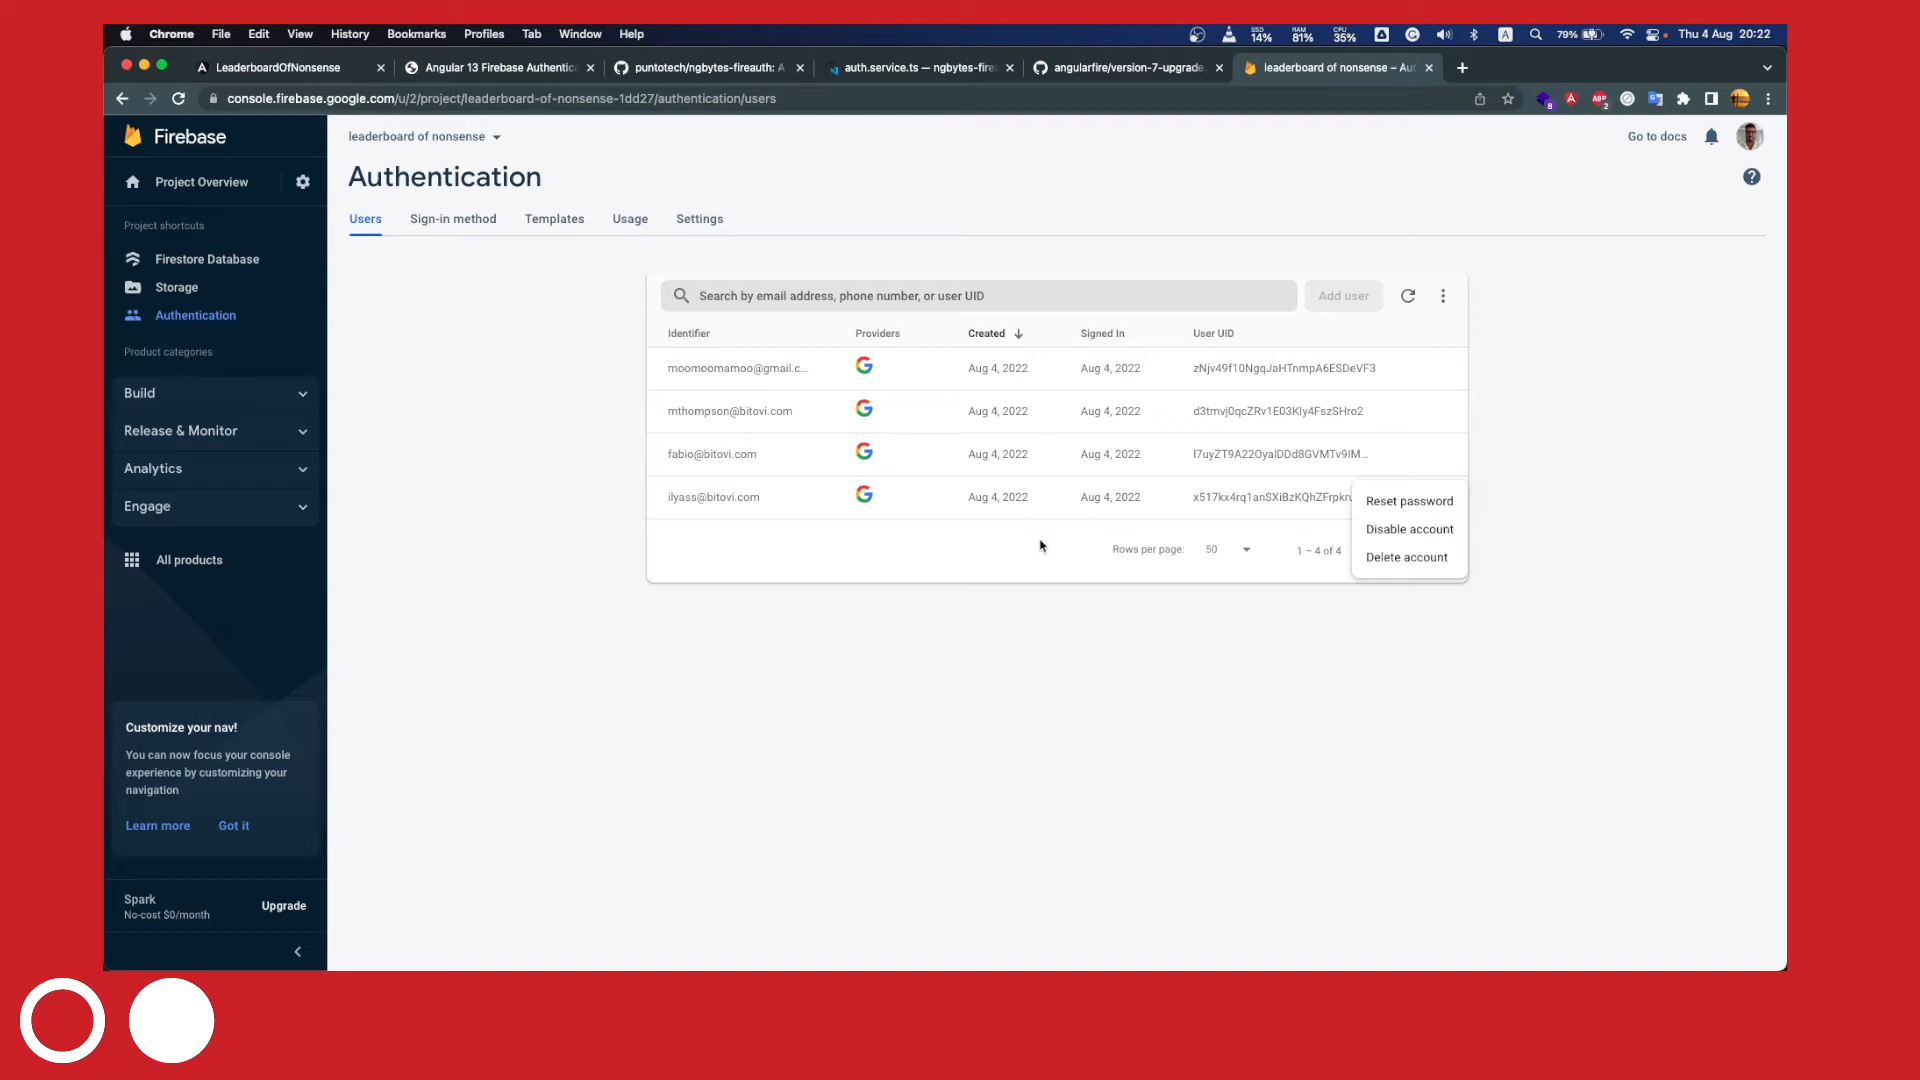 Chrome File Edit View History Bookmarks Profiles Tab Window Help SSD 14% RAM 81% CPU 35% A 79% Thu 4 Aug 20:22
LeaderboardOfNonsense Angular 13 Firebase Authentica puntotech/ngbytes-fireauth: A auth.service.ts — ngbytes-fire angularfire/version-7-upgrade. leaderboard of nonsense – Aut
console.firebase.google.com/u/2/project/leaderboard-of-nonsense-1dd27/authentication/users
Firebase
leaderboard of nonsense
Go to docs
Project Overview
Authentication
Users Sign-in method Templates Usage Settings
Project shortcuts
Firestore Database
Storage
Authentication
Product categories
Build
Release & Monitor
Analytics
Engage
All products
Search by email address, phone number, or user UID
Add user
Identifier Providers Created Signed In User UID
moomoomamoo@gmail.c... Aug 4, 2022 Aug 4, 2022 zNjv49f10NgqJaHTnmpA6ESDeVF3
mthompson@bitovi.com Aug 4, 2022 Aug 4, 2022 d3tmvj0qcZRv1E03Kly4FszSHro2
fabio@bitovi.com Aug 4, 2022 Aug 4, 2022 I7uyZT9A22OyalDDd8GVMTv9IM...
ilyass@bitovi.com Aug 4, 2022 Aug 4, 2022 x517kx4rq1anSXiBzKQhZFrpkru
Rows per page: 50 1 – 4 of 4
Reset password
Disable account
Delete account
Customize your nav!
You can now focus your console
experience by customizing your
navigation
Learn more Got it
Spark
No-cost $0/month
Upgrade